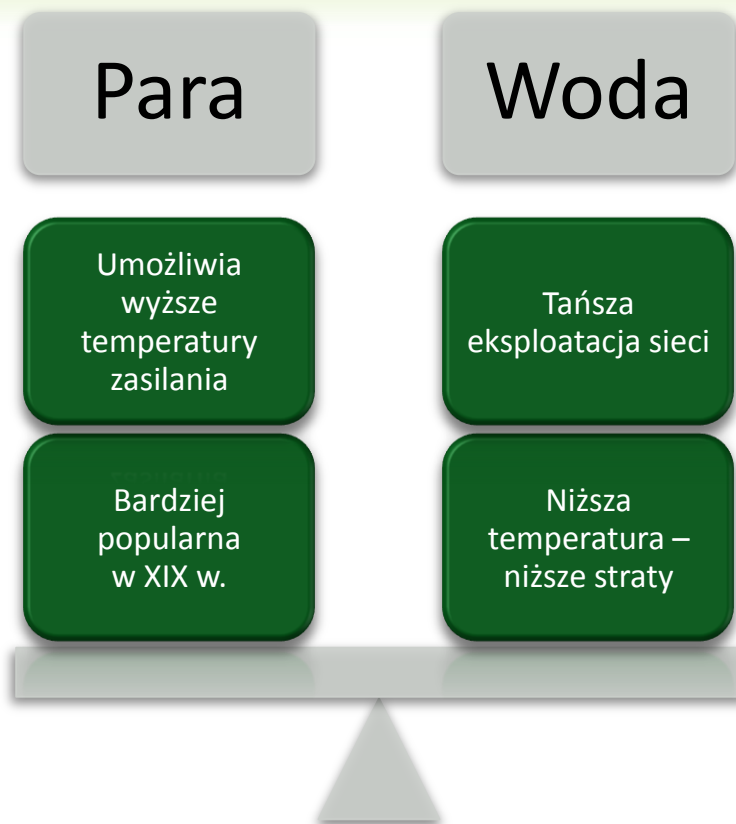 Para
Woda
Umożliwia
wyższe
temperatury
zasilania
Tańsza
eksploatacja sieci
Bardziej
popularna
w XIX w.
Niższa
temperatura –
niższe straty